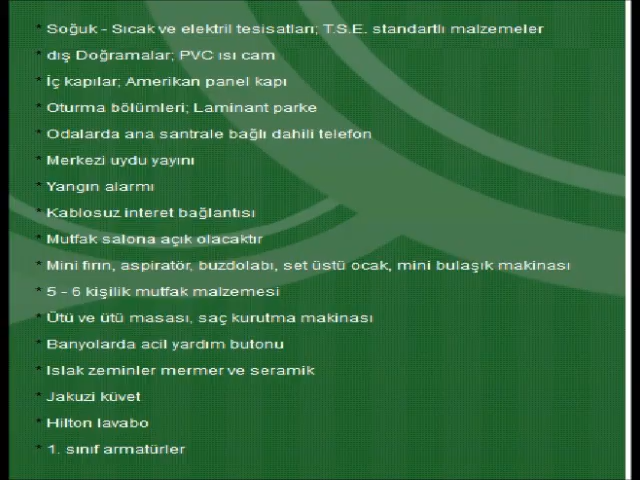 * Soğuk - Sıcak ve elektril tesisatları; T.S.E. standartlı malzemeler
* dış Doğramalar; PVC ısı cam
* İç kapılar; Amerikan panel kapı
* Oturma bölümleri; Laminant parke
* Odalarda ana santrale bağlı dahili telefon
* Merkezi uydu yayını
* Yangın alarmı
* Kablosuz interet bağlantısı
* Mutfak salona açık olacaktır
* Mini fırın, aspiratör, buzdolabı, set üstü ocak, mini bulaşık makinası
* 5 - 6 kişilik mutfak malzemesi
* Ütü ve ütü masası, saç kurutma makinası
* Banyolarda acil yardım butonu
* Islak zeminler mermer ve seramik
* Jakuzi küvet
* Hilton lavabo
* 1. sınıf armatürler